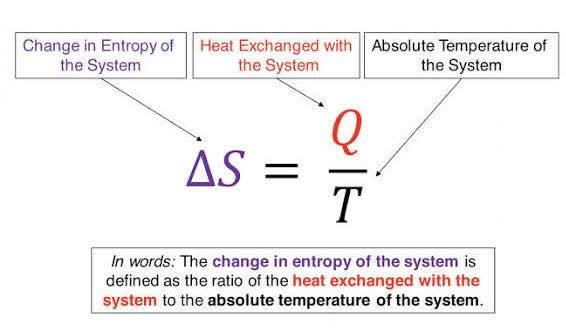 Change in Entropy of
the System
Heat Exchanged with
the System
Absolute Temperature of
the System
ΔS = Q
T
In words: The change in entropy of the system is
defined as the ratio of the heat exchanged with the
system to the absolute temperature of the system.